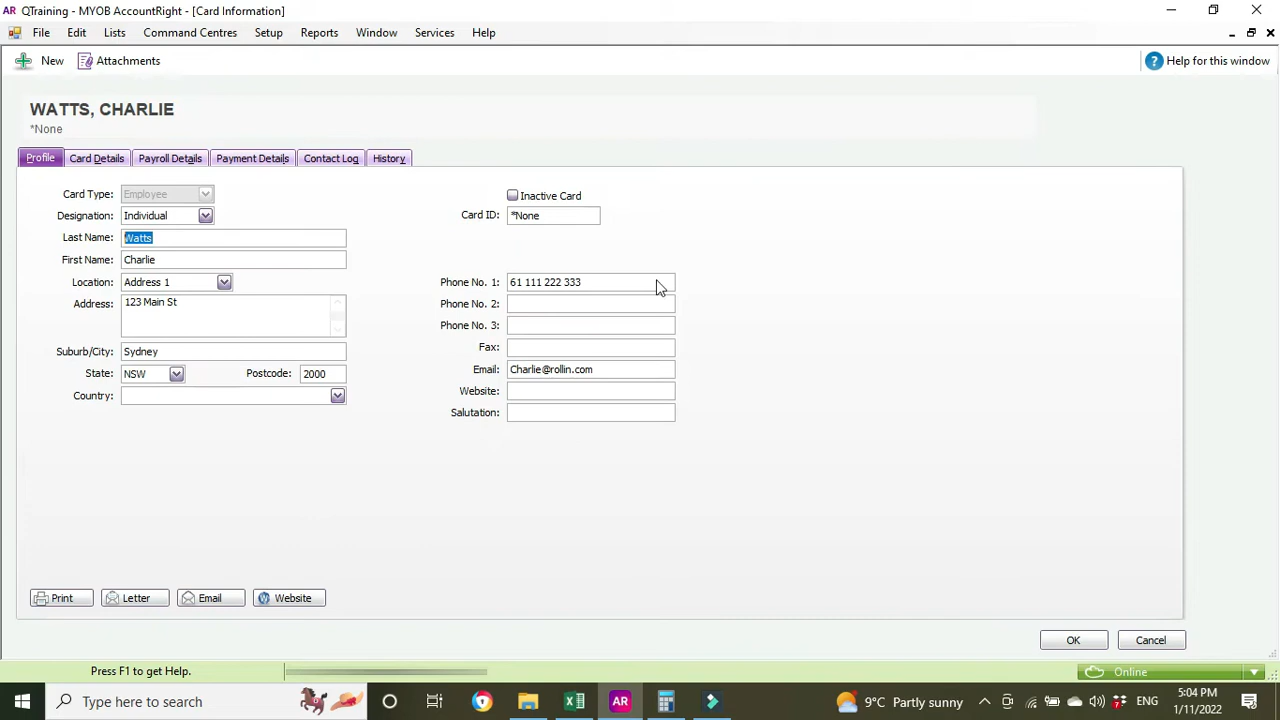 AR QTraining - MYOB AccountRight - [Card Information]
File Edit Lists Command Centres Setup Reports Window Services Help
New Attachments Help for this window
WATTS, CHARLIE
*None
Profile Card Details Payroll Details Payment Details Contact Log History
Card Type: Employee Inactive Card
Designation: Individual Card ID: *None
Last Name: Watts
First Name: Charlie
Location: Address 1 Phone No. 1: 61 111 222 333
Address: 123 Main St Phone No. 2:
Phone No. 3:
Suburb/City: Sydney Fax:
State: NSW Postcode: 2000 Email: Charlie@rollin.com
Country: Website:
Salutation:
Print Letter Email Website
OK Cancel
Press F1 to get Help. Online
Type here to search AR 9°C Partly sunny ENG 5:04 PM
1/11/2022